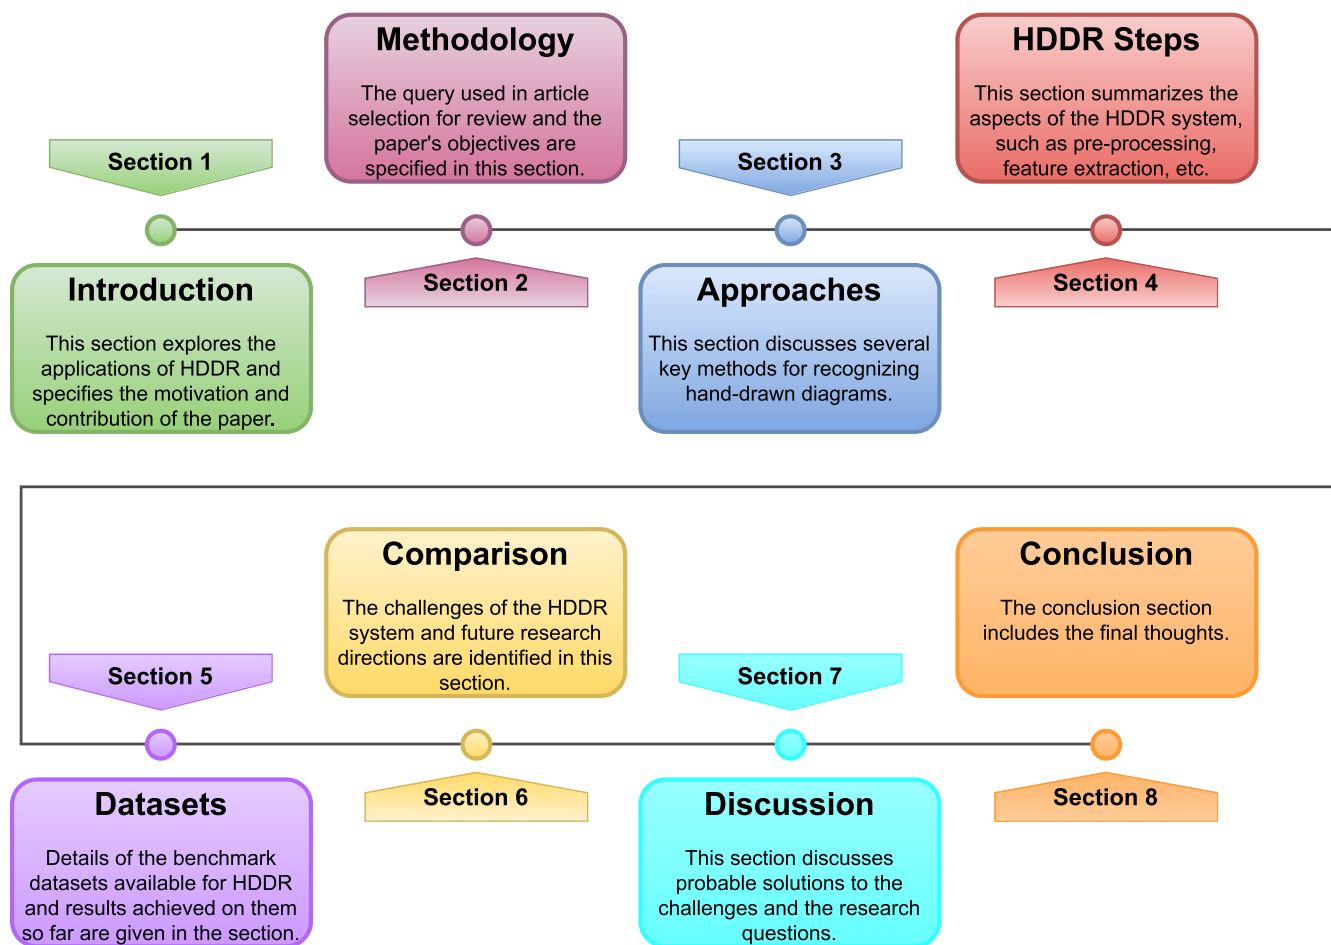 Section 1
Introduction
This section explores the
applications of HDDR and
specifies the motivation and
contribution of the paper.
Methodology
The query used in article
selection for review and the
paper's objectives are
specified in this section.
Section 2
Section 3
Approaches
This section discusses several
key methods for recognizing
hand-drawn diagrams.
HDDR Steps
This section summarizes the
aspects of the HDDR system,
such as pre-processing,
feature extraction, etc.
Section 4
Section 5
Datasets
Details of the benchmark
datasets available for HDDR
and results achieved on them
so far are given in the section.
Comparison
The challenges of the HDDR
system and future research
directions are identified in this
section.
Section 6
Section 7
Discussion
This section discusses
probable solutions to the
challenges and the research
questions.
Conclusion
The conclusion section
includes the final thoughts.
Section 8